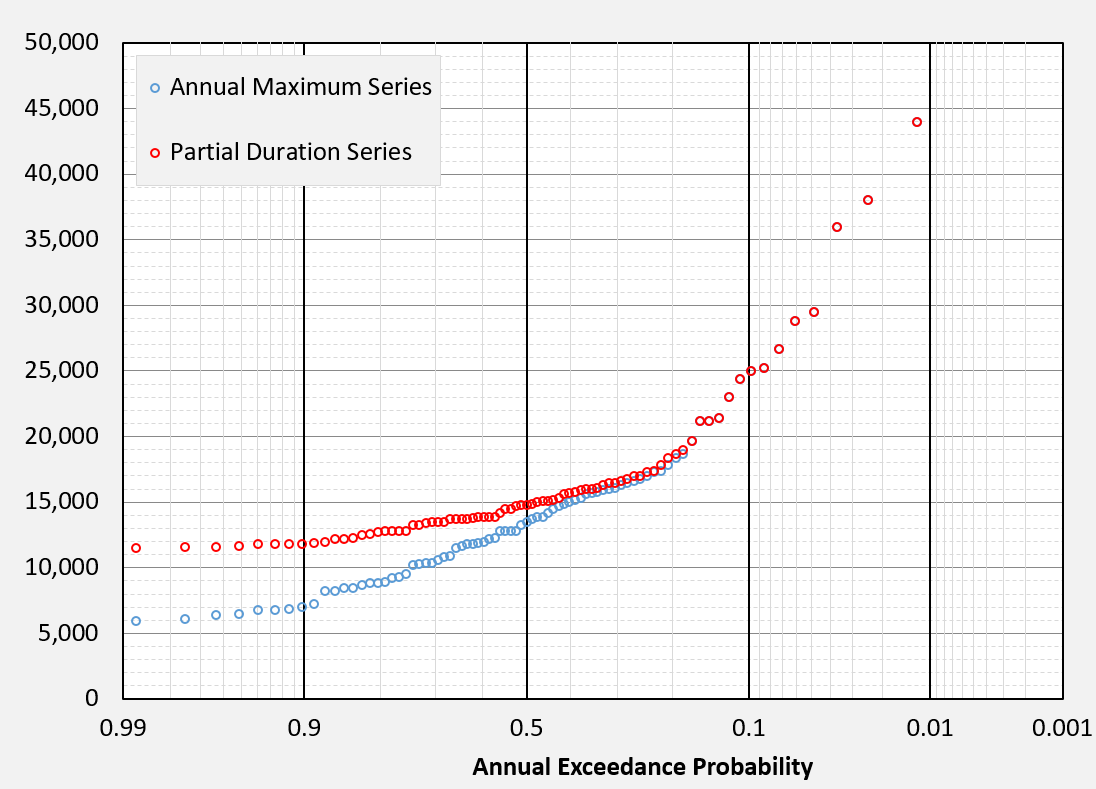 50,000
Annual Maximum Series
45,000
Partial Duration Series
40,000
35,000
30,000
25,000
20,000
15,000
10,000
5,000
0
0.99 0.9 0.5 0.1 0.01 0.001
Annual Exceedance Probability